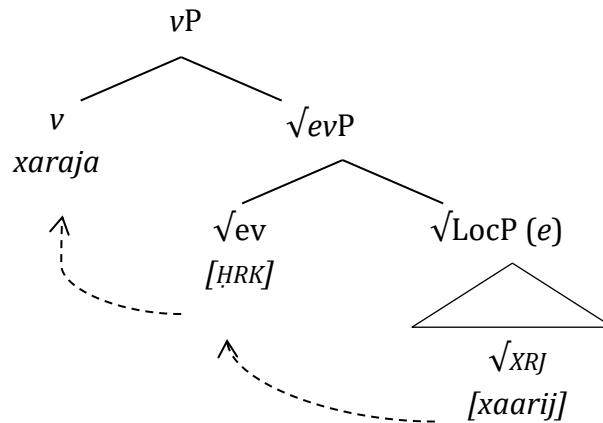 vP
v √evP
xaraja
√ev √LocP (e)
[ḤRK]
√XRJ
[xaarij]